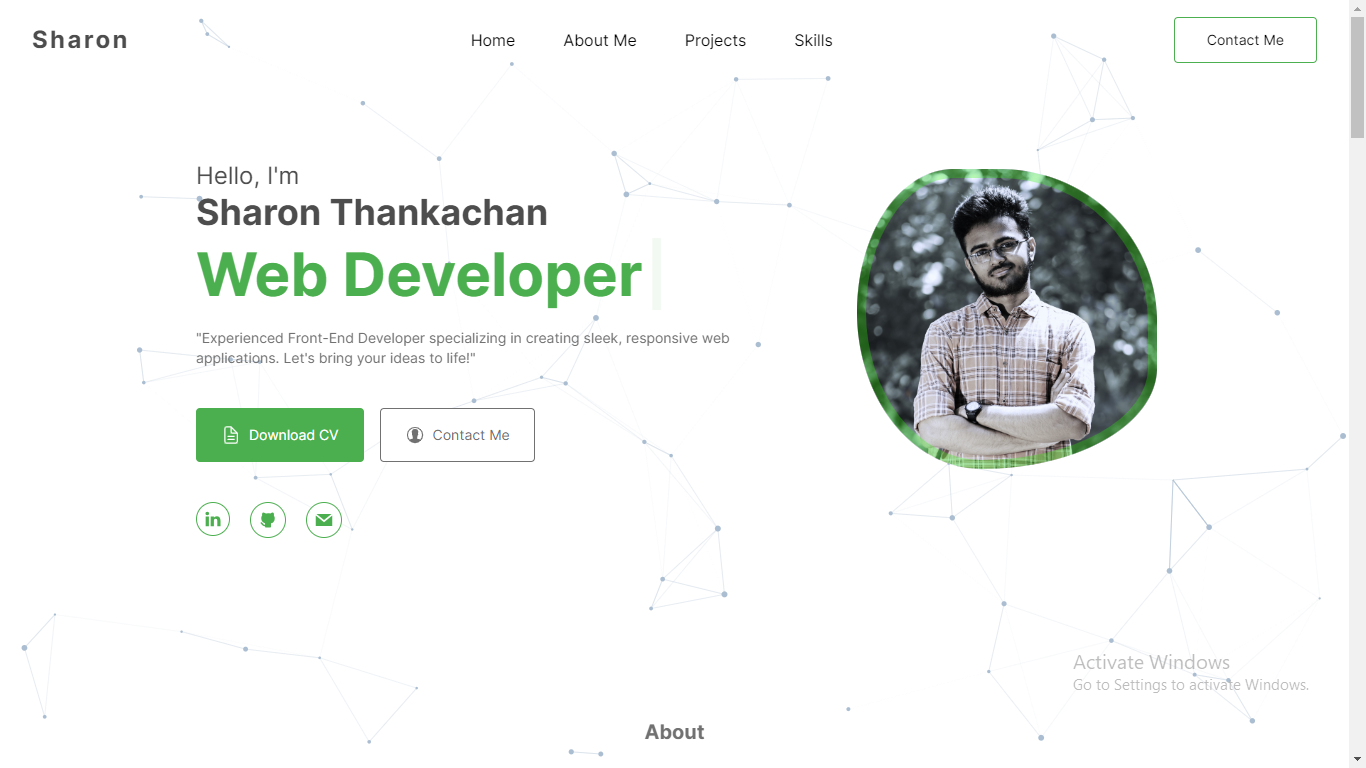 Sharon
Home
About Me
Projects
Skills
Contact Me
Hello, I'm
Sharon Thankachan
Web Developer
"Experienced Front-End Developer specializing in creating sleek, responsive web
applications. Let's bring your ideas to life!"
Download CV
Contact Me
in
Activate Windows
Go to Settings to activate Windows.
About